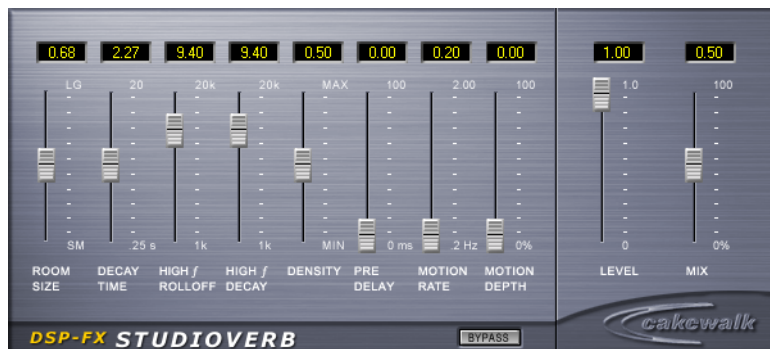 0.68 2.27 9.40 9.40 0.50 0.00 0.20 0.00 1.00 0.50
LG 20 20k 20k MAX 100 2.00 100 1.0 100
SM .25 s 1k 1k MIN 0 ms .2 Hz 0% 0 0%
ROOM SIZE
DECAY TIME
HIGH ƒ ROLLOFF
HIGH ƒ DECAY
DENSITY
PRE DELAY
MOTION RATE
MOTION DEPTH
LEVEL
MIX
DSP-FX STUDIOVERB
BYPASS
cakewalk